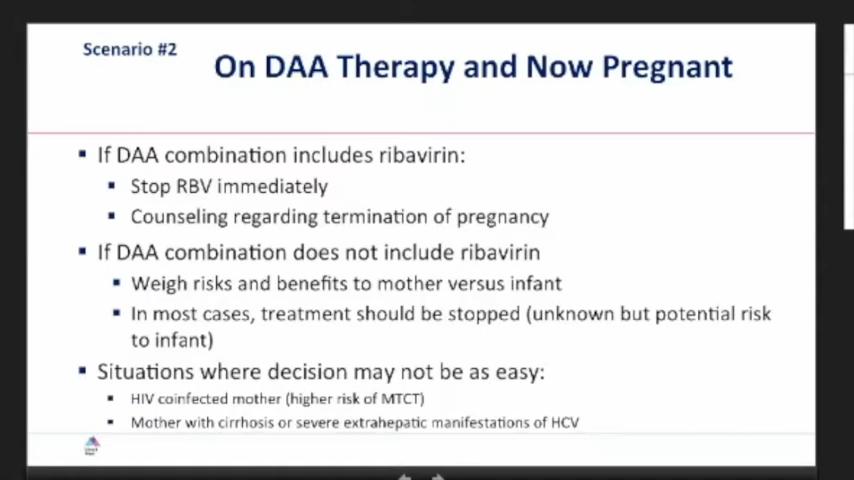 Scenario #2
On DAA Therapy and Now Pregnant
If DAA combination includes ribavirin:
Stop RBV immediately
Counseling regarding termination of pregnancy
If DAA combination does not include ribavirin
Weigh risks and benefits to mother versus infant
In most cases, treatment should be stopped (unknown but potential risk
to infant)
Situations where decision may not be as easy:
HIV coinfected mother (higher risk of MTCT)
Mother with cirrhosis or severe extrahepatic manifestations of HCV